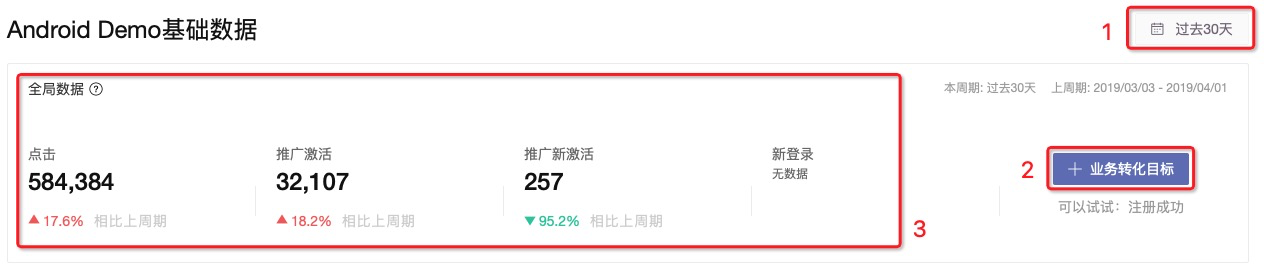 Android Demo基础数据
1
过去30天
全局数据 ?
本周期: 过去30天 上周期: 2019/03/03 - 2019/04/01
点击
584,384
17.6% 相比上周期
推广激活
32,107
18.2% 相比上周期
推广新激活
257
95.2% 相比上周期
新登录
无数据
2
+ 业务转化目标
可以试试：注册成功
3